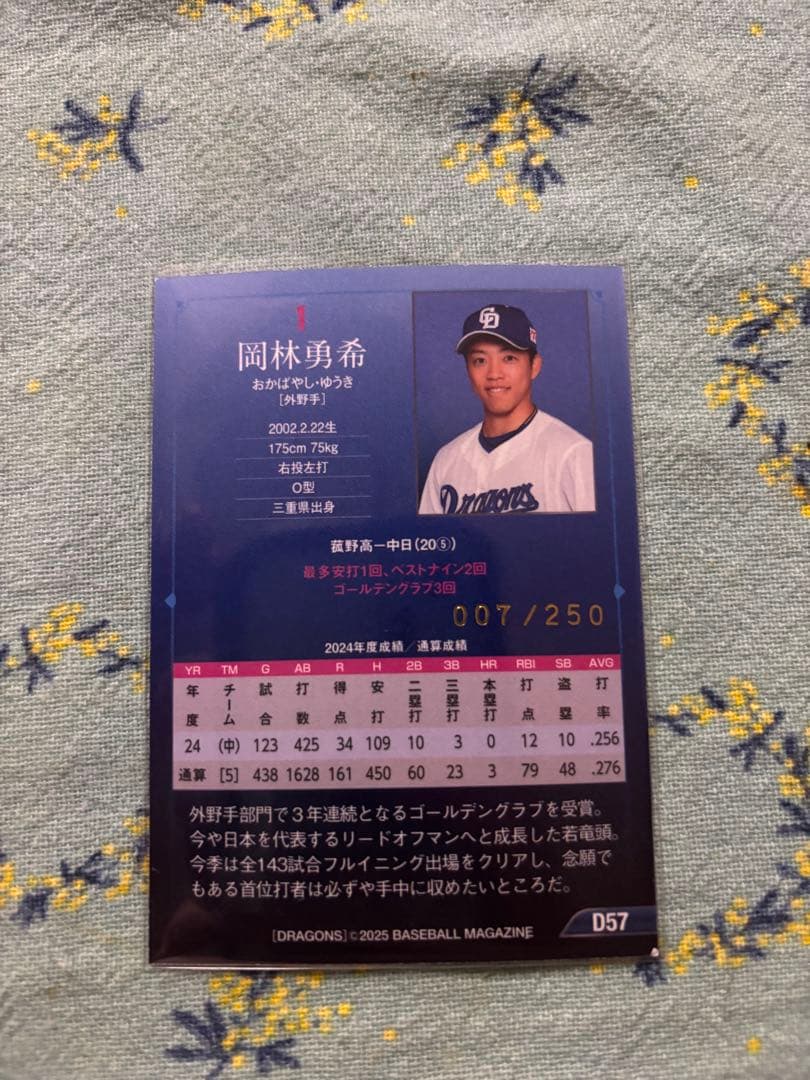 1
岡林勇希
おかばやし・ゆうき
[外野手]
2002.2.22生
175cm 75kg
右投左打
O型
三重県出身
CD
Dragons
菰野高ー中日(20⑤)
最多安打1回、ベストナイン2回
ゴールデングラブ3回
007/250
2024年度成績/通算成績
YR TM G AB R H 2B 3B HR RBI SB AVG
年度 チーム 試合 打数 得点 安打 二塁打 三塁打 本塁打 打点 盗塁 打率
24 (中) 123 425 34 109 10 3 0 12 10 .256
通算 [5] 438 1628 161 450 60 23 3 79 48 .276
外野手部門で3年連続となるゴールデングラブを受賞。
今や日本を代表するリードオフマンへと成長した若竜頭。
今季は全143試合フルイニング出場をクリアし、念願で
もある首位打者は必ずや手中に収めたいところだ。
[DRAGONS]©2025 BASEBALL MAGAZINE
D57